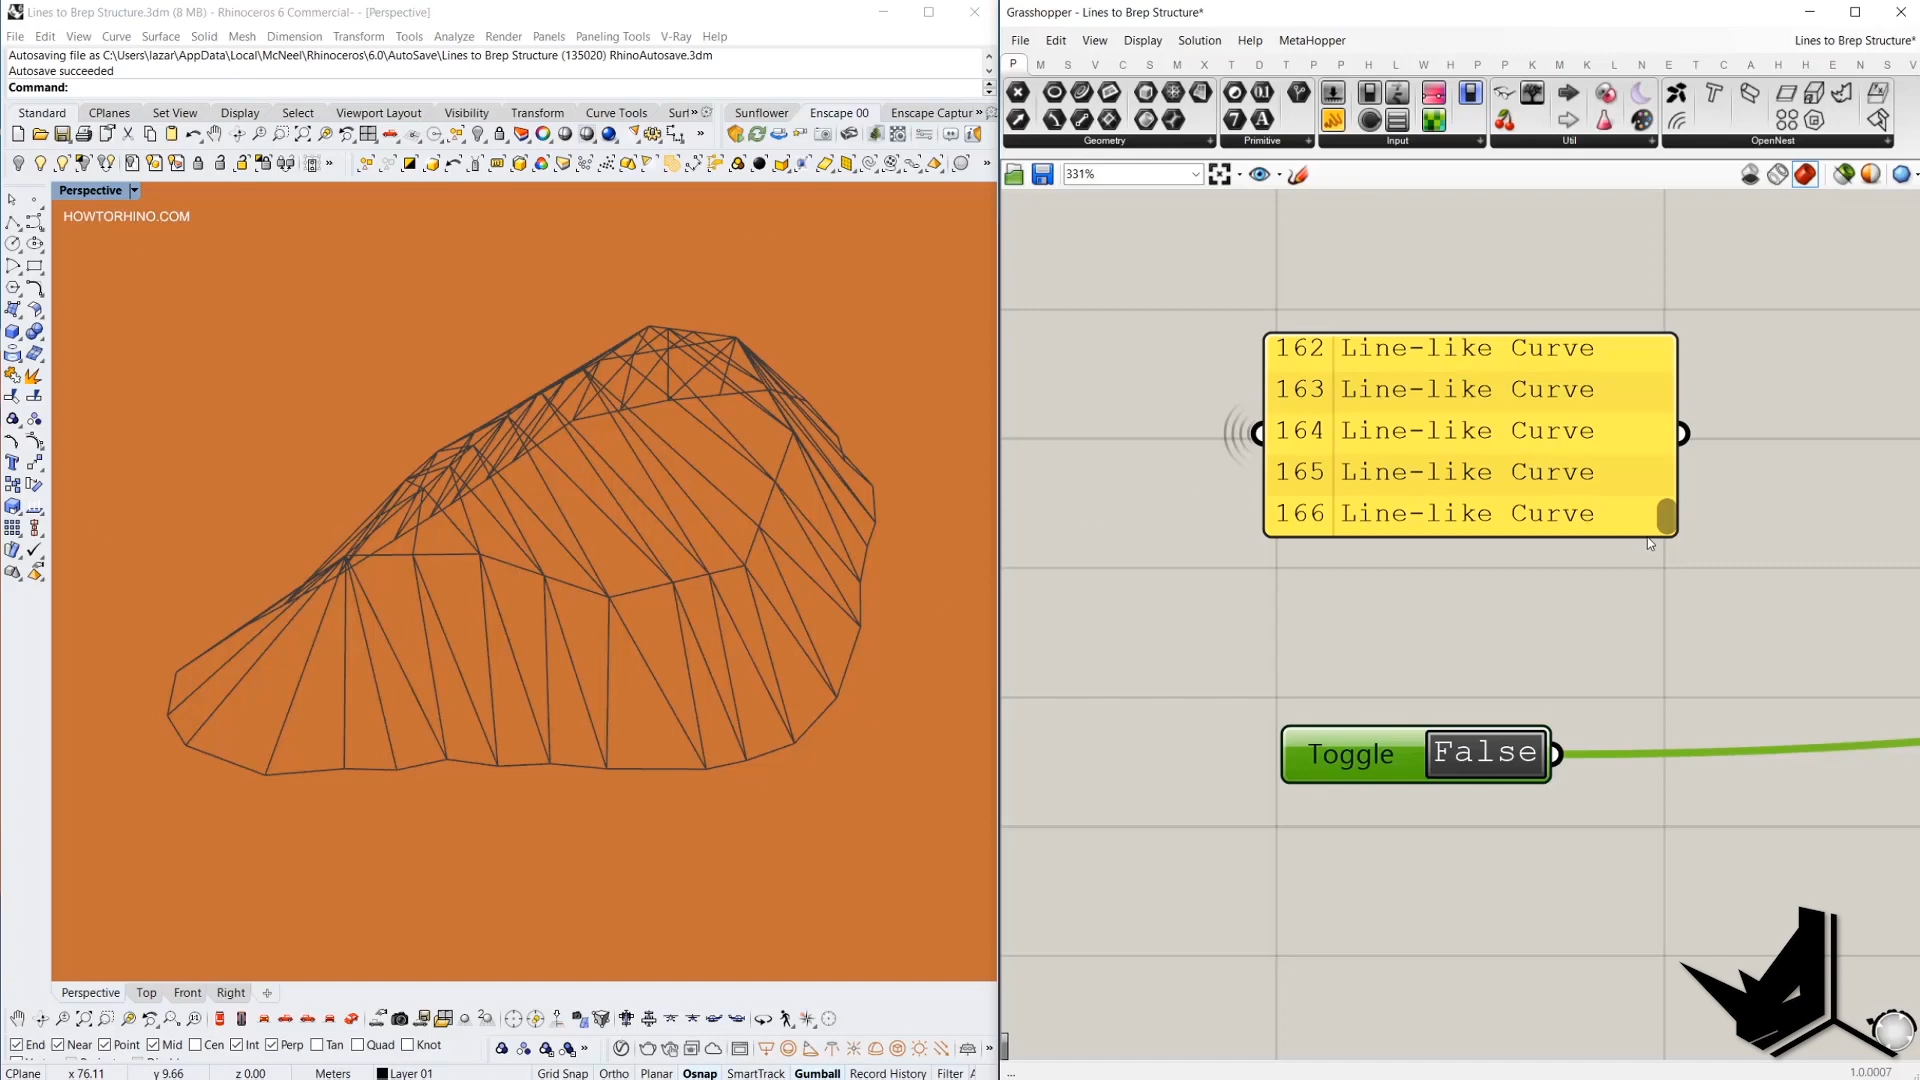 Lines to Brep Structure.3dm (8 MB) - Rhinoceros 6 Commercial- - [Perspective]
File Edit View Curve Surface Solid Mesh Dimension Transform Tools Analyze Render Panels Paneling Tools V-Ray Help
Autosaving file as C:\Users\lazar\AppData\Local\McNeel\Rhinoceros\6.0\AutoSave\Lines to Brep Structure (135020) RhinoAutosave.3dm
Autosave succeeded
Command:
Standard CPlanes Set View Display Select Viewport Layout Visibility Transform Curve Tools Surf Sunflower Enscape 00 Enscape Captur
Perspective
HOWTORHINO.COM
Perspective Top Front Right
End Near Point Mid Cen Int Perp Tan Quad Knot
CPlane x 76.11 y 9.66 z 0.00 Meters Layer 01 Grid Snap Ortho Planar Osnap SmartTrack Gumball Record History Filter
Grasshopper - Lines to Brep Structure*
File Edit View Display Solution Help MetaHopper Lines to Brep Structure*
P M S V C S M X T D T P P H L W H P P K M K L N E T C A H H E N S V
Geometry Primitive Input Util OpenNest
331%
162 Line-like Curve
163 Line-like Curve
164 Line-like Curve
165 Line-like Curve
166 Line-like Curve
Toggle False
...
1.0.0007